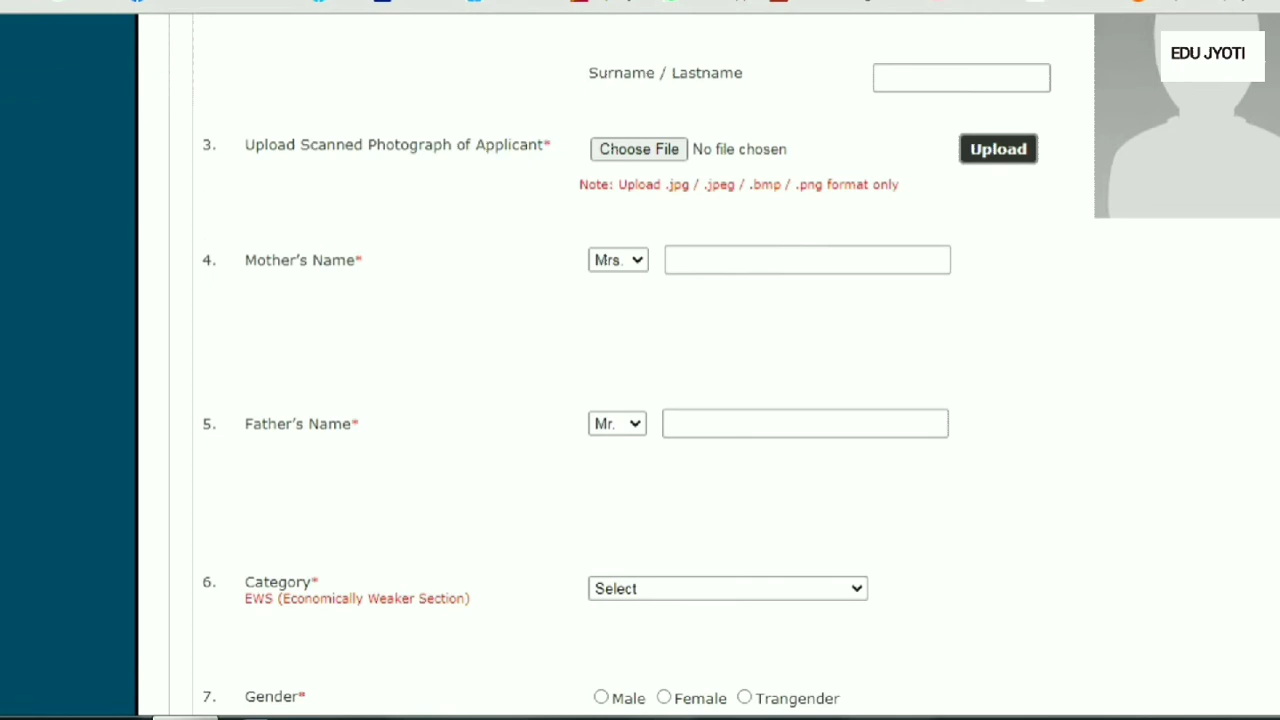 EDU JYOTI
Surname / Lastname
3. Upload Scanned Photograph of Applicant* Choose File No file chosen Upload
Note: Upload .jpg / .jpeg / .bmp / .png format only
4. Mother's Name* Mrs.
5. Father's Name* Mr.
6. Category* Select
EWS (Economically Weaker Section)
7. Gender* Male Female Trangender